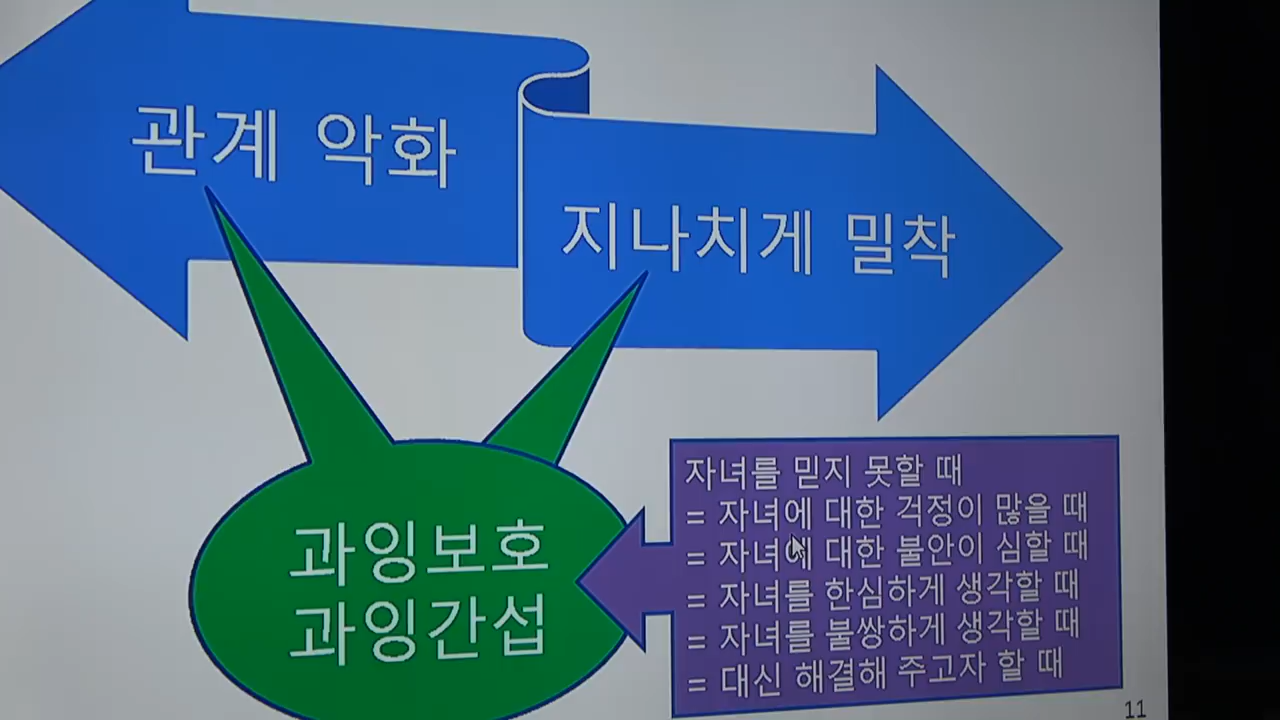 관계 악화
지나치게 밀착
과잉보호
과잉간섭
자녀를 믿지 못할 때
= 자녀에 대한 걱정이 많을 때
= 자녀에 대한 불안이 심할 때
= 자녀를 한심하게 생각할 때
= 자녀를 불쌍하게 생각할 때
= 대신 해결해 주고자 할 때
11